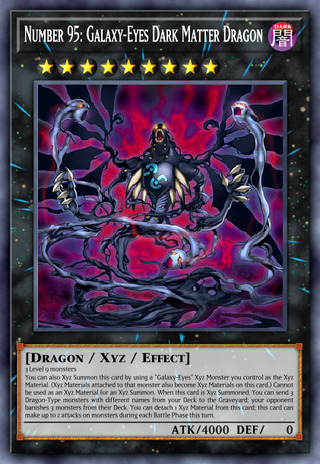 Number 95: Galaxy-Eyes Dark Matter Dragon
DARK
闇
[Dragon / Xyz / Effect]
3 Level 9 monsters
You can also Xyz Summon this card by using a "Galaxy-Eyes" Xyz Monster you control as the Xyz
Material. (Xyz Materials attached to that monster also become Xyz Materials on this card.) Cannot
be used as an Xyz Material for an Xyz Summon. When this card is Xyz Summoned: You can send 3
Dragon-Type monsters with different names from your Deck to the Graveyard; your opponent
banishes 3 monsters from their Deck. You can detach 1 Xyz Material from this card; this card can
make up to 2 attacks on monsters during each Battle Phase this turn.
ATK/4000 DEF/ 0